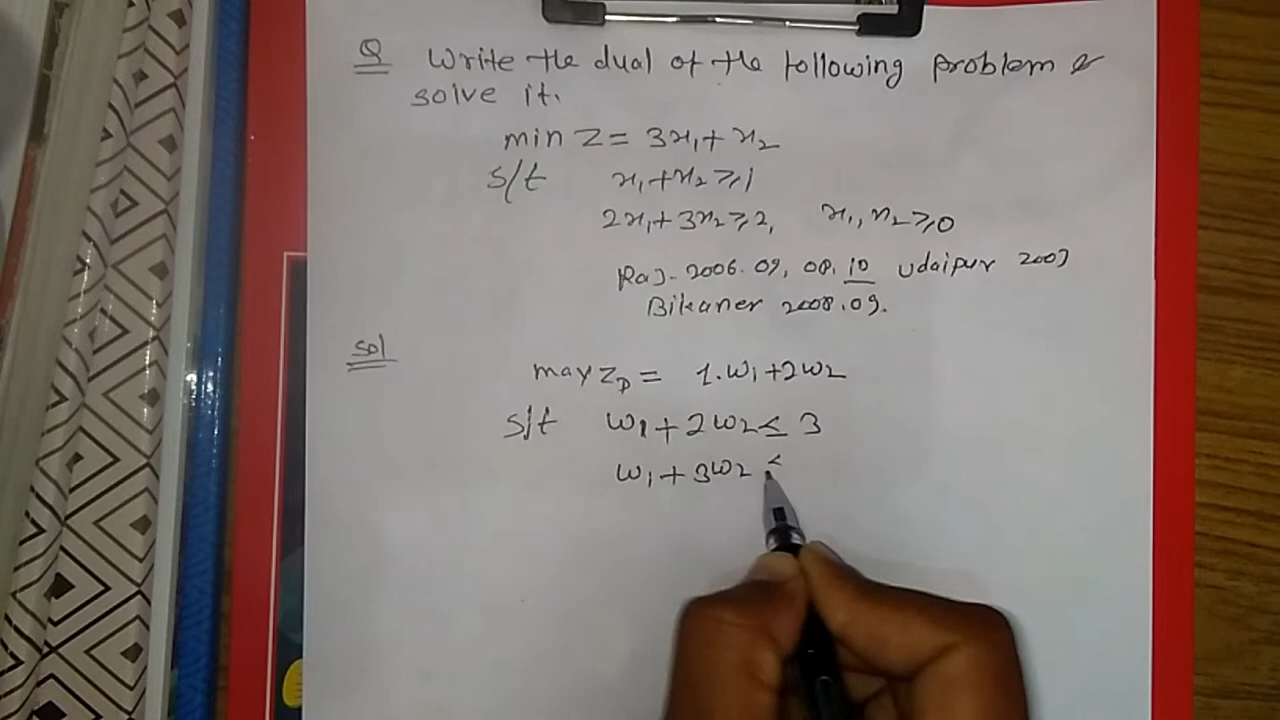 Q Write the dual of the following problem &
solve it.
min Z = 3x₁ + x₂
s/t x₁ + x₂ ≥ 1
2x₁ + 3x₂ ≥ 2, x₁, x₂ ≥ 0
Raj. 2006. 09, 08. 10 Udaipur 2007
Bikaner 2008.09.
Sol
max Z_D = 1.w₁ + 2w₂
s/t w₁ + 2w₂ ≤ 3
w₁ + 3w₂ ≤